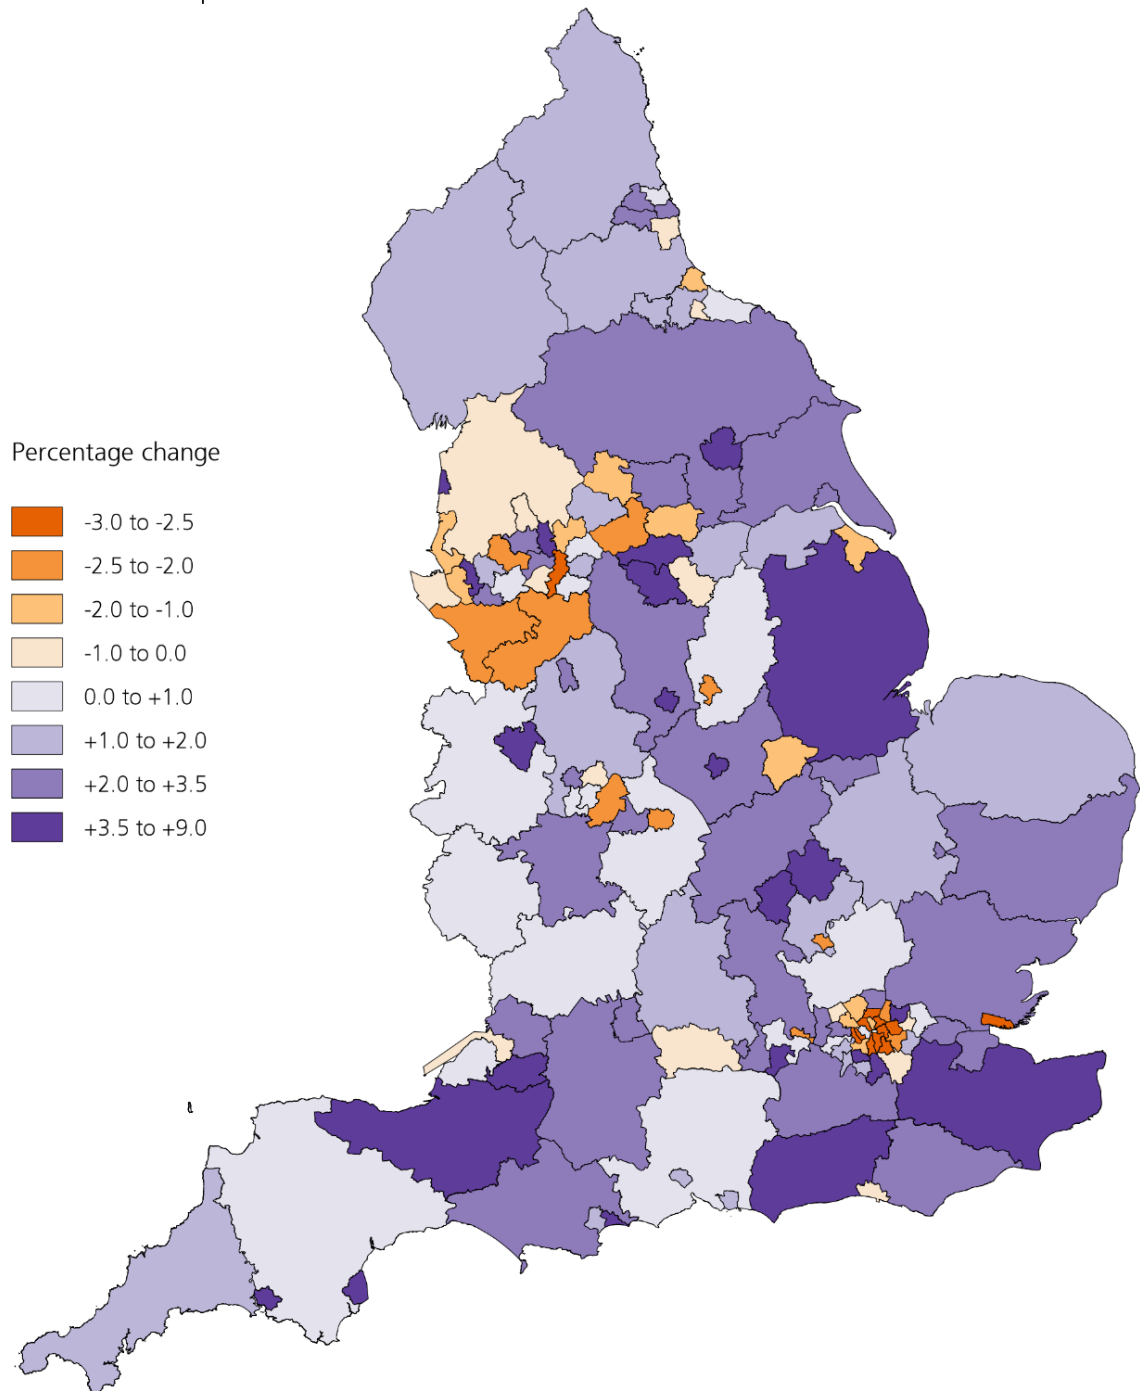 Percentage change
-3.0 to -2.5
-2.5 to -2.0
-2.0 to -1.0
-1.0 to 0.0
0.0 to +1.0
+1.0 to +2.0
+2.0 to +3.5
+3.5 to +9.0